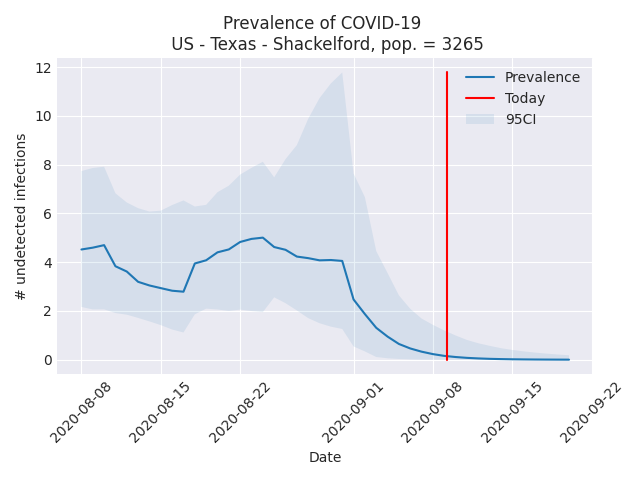 Prevalence of COVID-19
US - Texas - Shackelford, pop. = 3265
12
10
8
6
4
2
0
# undetected infections
Prevalence
Today
95CI
2020-08-08
2020-08-15
2020-08-22
2020-09-01
2020-09-08
2020-09-15
2020-09-22
Date